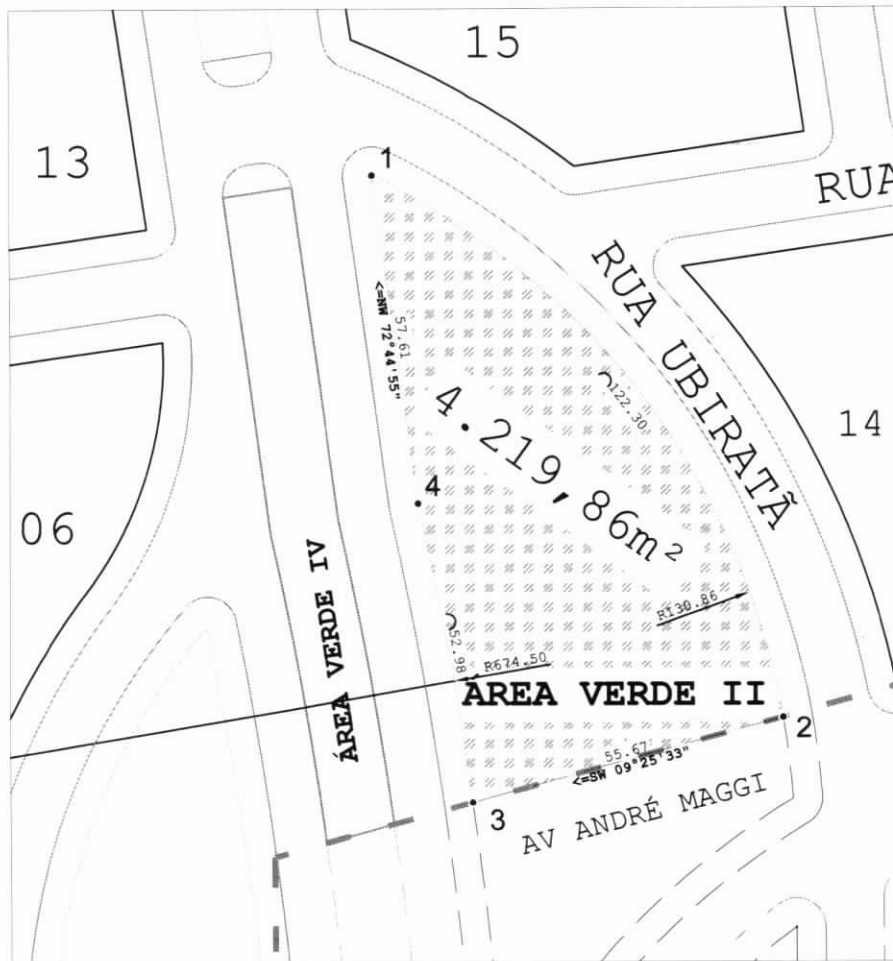 15
13
1
RUA
RUA UBIRATÃ
<=NW 72°44'55"
57.61
122.30
4.219,86m²
14
4
06
ÁREA VERDE IV
R130.86
52.98
R674.50
ÁREA VERDE II
2
55.67
<=SW 09°25'33"
3
AV ANDRÉ MAGGI